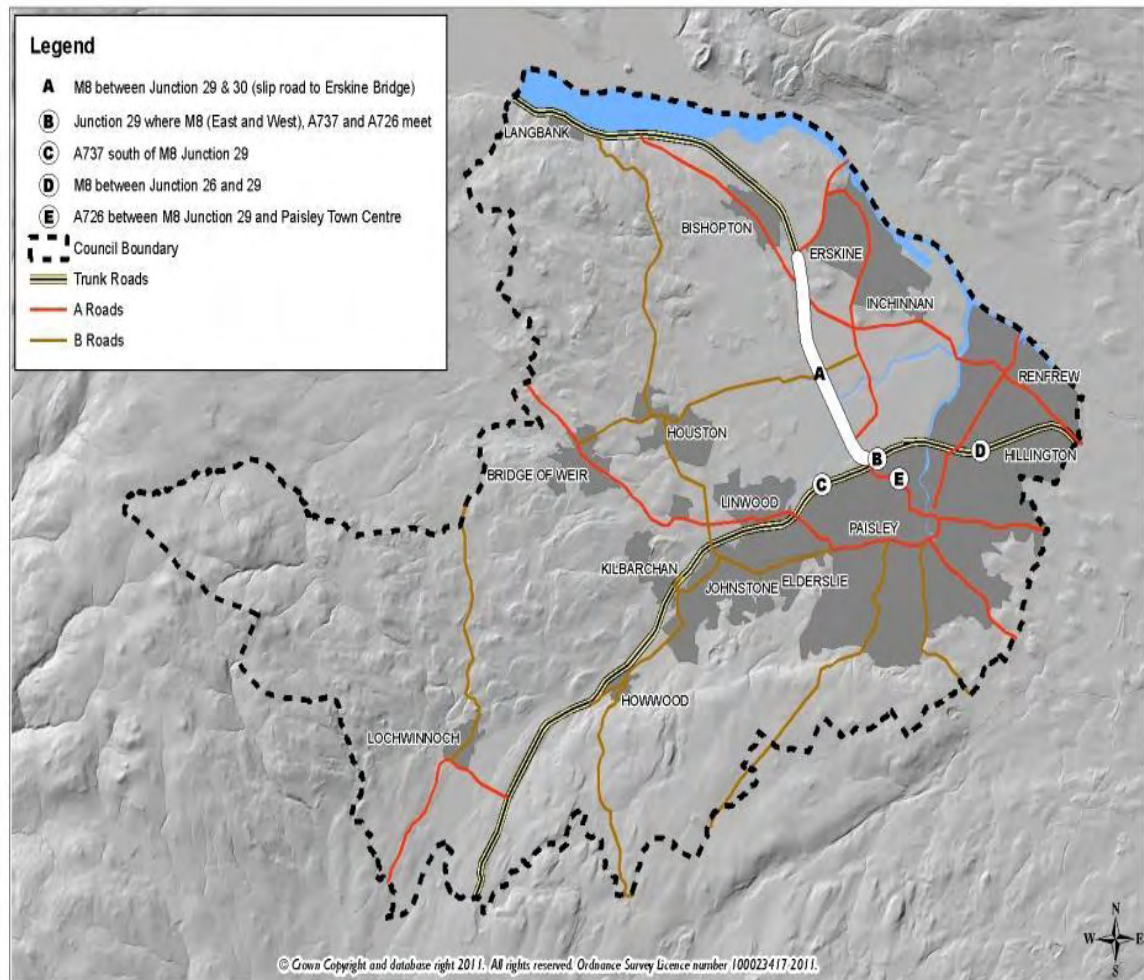 Legend
A M8 between Junction 29 & 30 (slip road to Erskine Bridge)
B Junction 29 where M8 (East and West), A737 and A726 meet
C A737 south of M8 Junction 29
D M8 between Junction 26 and 29
E A726 between M8 Junction 29 and Paisley Town Centre
Council Boundary
Trunk Roads
A Roads
B Roads
LANGBANK
BISHOPTON
ERSKINE
INCHINNAN
A
RENFREW
HOUSTON
B
D
HILLINGTON
BRIDGE OF WEIR
C
E
LINWOOD
PAISLEY
KILBARCHAN
JOHNSTONE
ELDERSLIE
HOWWOOD
LOCHWINNOCH
N
W E
S
© Crown Copyright and database right 2011. All rights reserved. Ordnance Survey Licence number 100023417 2011.